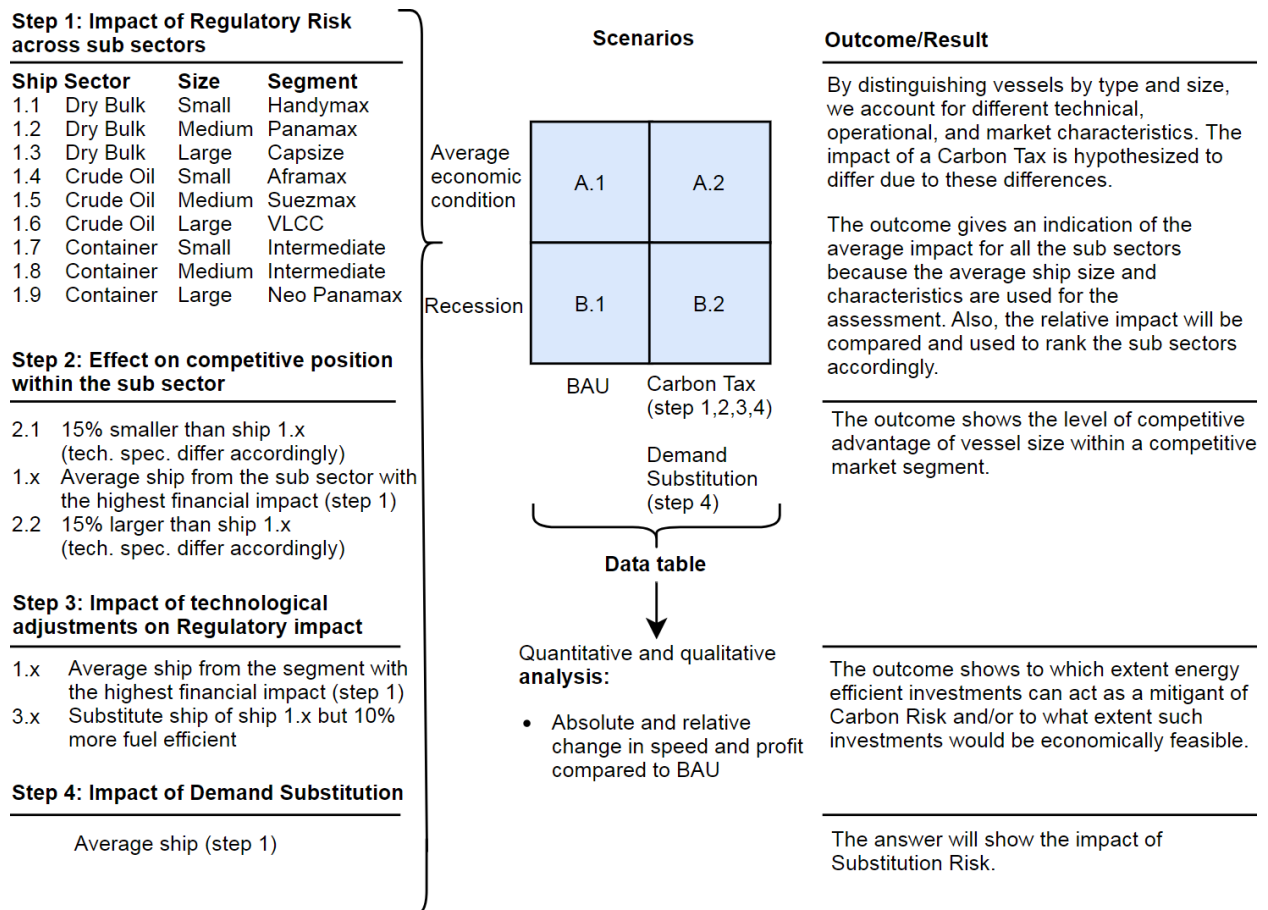 Step 1: Impact of Regulatory Risk
across sub sectors
Ship Sector Size Segment
1.1 Dry Bulk Small Handymax
1.2 Dry Bulk Medium Panamax
1.3 Dry Bulk Large Capsize
1.4 Crude Oil Small Aframax
1.5 Crude Oil Medium Suezmax
1.6 Crude Oil Large VLCC
1.7 Container Small Intermediate
1.8 Container Medium Intermediate
1.9 Container Large Neo Panamax
Step 2: Effect on competitive position
within the sub sector
2.1 15% smaller than ship 1.x
(tech. spec. differ accordingly)
1.x Average ship from the sub sector with
the highest financial impact (step 1)
2.2 15% larger than ship 1.x
(tech. spec. differ accordingly)
Step 3: Impact of technological
adjustments on Regulatory impact
1.x Average ship from the segment with
the highest financial impact (step 1)
3.x Substitute ship of ship 1.x but 10%
more fuel efficient
Step 4: Impact of Demand Substitution
Average ship (step 1)
Scenarios
Average
economic
condition
A.1 A.2
Recession
B.1 B.2
BAU Carbon Tax
(step 1,2,3,4)
Demand
Substitution
(step 4)
Data table
Quantitative and qualitative
analysis:
• Absolute and relative
change in speed and profit
compared to BAU
Outcome/Result
By distinguishing vessels by type and size,
we account for different technical,
operational, and market characteristics. The
impact of a Carbon Tax is hypothesized to
differ due to these differences.
The outcome gives an indication of the
average impact for all the sub sectors
because the average ship size and
characteristics are used for the
assessment. Also, the relative impact will be
compared and used to rank the sub sectors
accordingly.
The outcome shows the level of competitive
advantage of vessel size within a competitive
market segment.
The outcome shows to which extent energy
efficient investments can act as a mitigant of
Carbon Risk and/or to what extent such
investments would be economically feasible.
The answer will show the impact of
Substitution Risk.